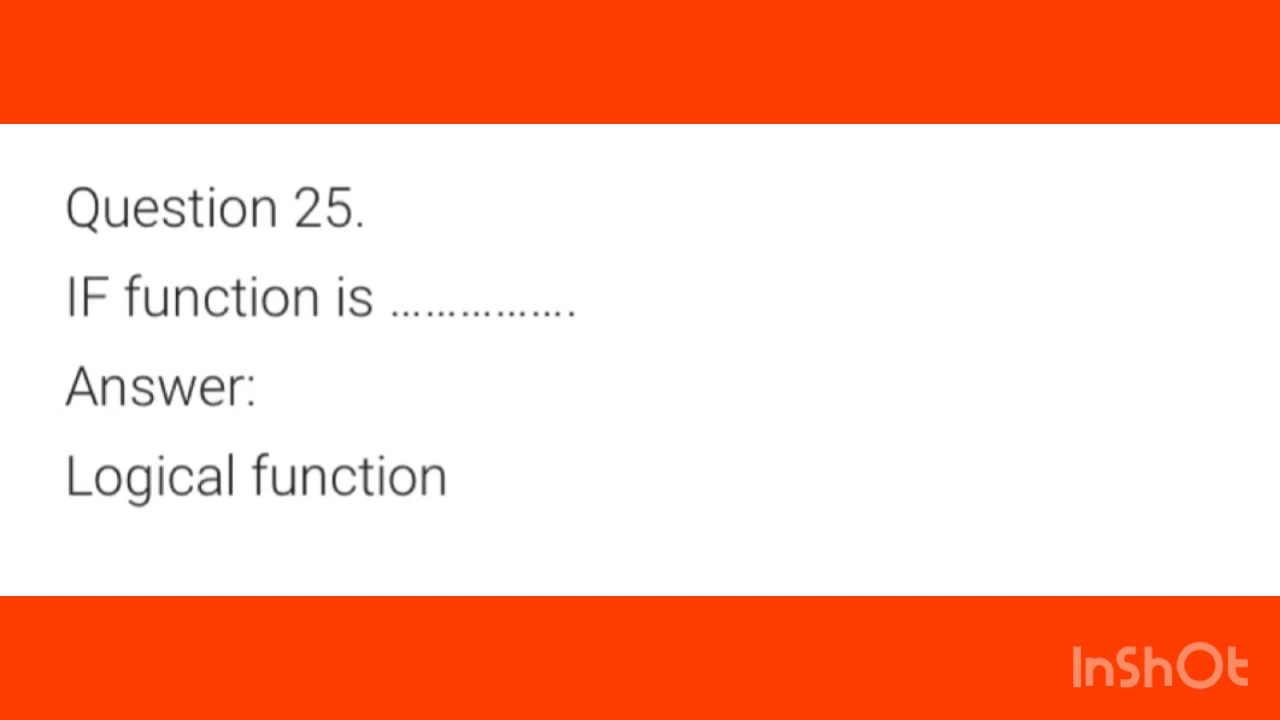 Question 25.
IF function is ................
Answer:
Logical function
InShOt